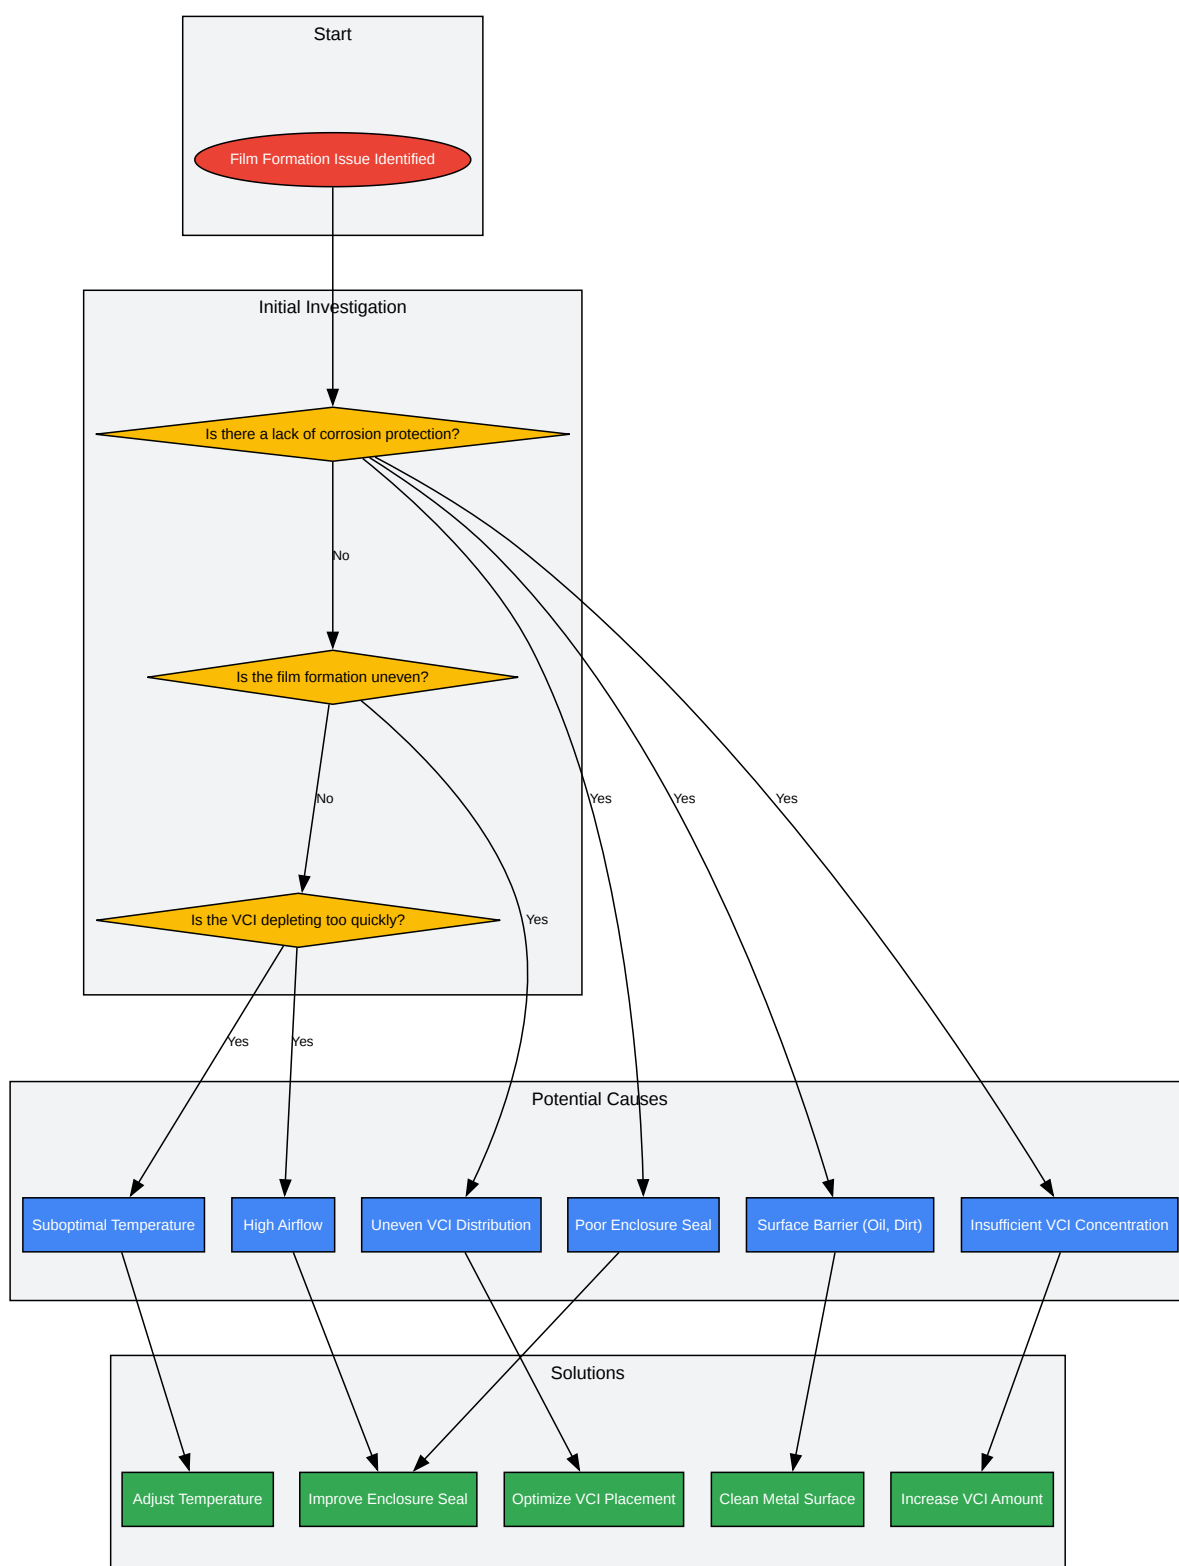 Start
Film Formation Issue Identified
Initial Investigation
Is there a lack of corrosion protection?
No
Is the film formation uneven?
No
Yes
Yes
Yes
Is the VCI depleting too quickly?
Yes
Yes
Yes
Potential Causes
Suboptimal Temperature
High Airflow
Uneven VCI Distribution
Poor Enclosure Seal
Surface Barrier (Oil, Dirt)
Insufficient VCI Concentration
Solutions
Adjust Temperature
Improve Enclosure Seal
Optimize VCI Placement
Clean Metal Surface
Increase VCI Amount